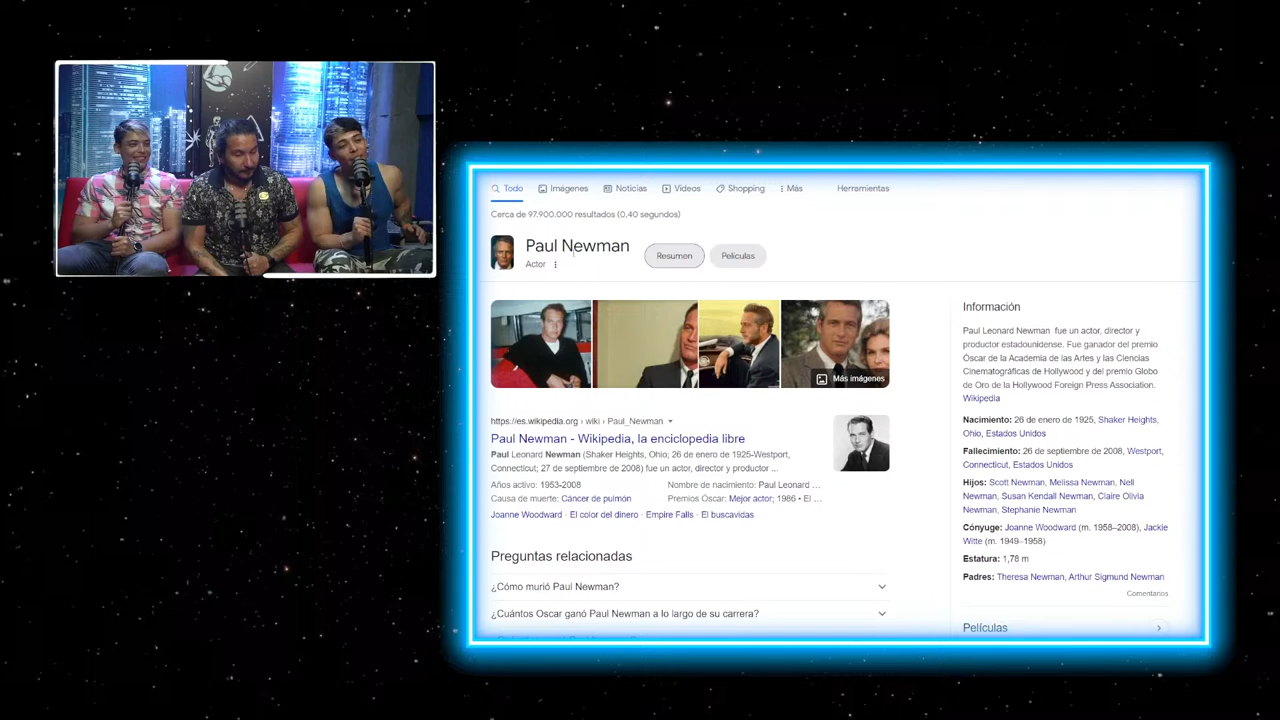 Todo Imágenes Noticias Vídeos Shopping Más Herramientas
Cerca de 97.900.000 resultados (0,40 segundos)
Paul Newman
Actor
Resumen Películas
Más imágenes
https://es.wikipedia.org › wiki › Paul_Newman
Paul Newman - Wikipedia, la enciclopedia libre
Paul Leonard Newman (Shaker Heights, Ohio; 26 de enero de 1925-Westport,
Connecticut; 27 de septiembre de 2008) fue un actor, director y productor ...
Años activo: 1953-2008 Nombre de nacimiento: Paul Leonard ...
Causa de muerte: Cáncer de pulmón Premios Óscar: Mejor actor; 1986 • El ...
Joanne Woodward · El color del dinero · Empire Falls · El buscavidas
Preguntas relacionadas
¿Cómo murió Paul Newman?
¿Cuántos Oscar ganó Paul Newman a lo largo de su carrera?
Información
Paul Leonard Newman fue un actor, director y
productor estadounidense. Fue ganador del premio
Óscar de la Academia de las Artes y las Ciencias
Cinematográficas de Hollywood y del premio Globo
de Oro de la Hollywood Foreign Press Association.
Wikipedia
Nacimiento: 26 de enero de 1925, Shaker Heights,
Ohio, Estados Unidos
Fallecimiento: 26 de septiembre de 2008, Westport,
Connecticut, Estados Unidos
Hijos: Scott Newman, Melissa Newman, Nell
Newman, Susan Kendall Newman, Claire Olivia
Newman, Stephanie Newman
Cónyuge: Joanne Woodward (m. 1958–2008), Jackie
Witte (m. 1949–1958)
Estatura: 1,78 m
Padres: Theresa Newman, Arthur Sigmund Newman
Comentarios
Películas